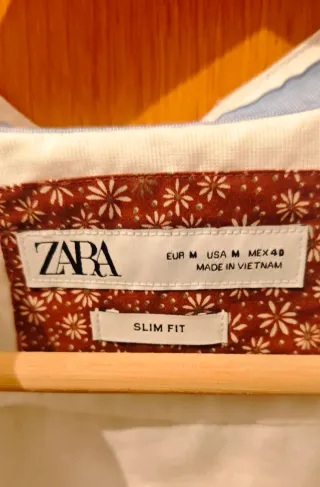 ZARA
EUR M USA M MEX 40
MADE IN VIETNAM
SLIM FIT